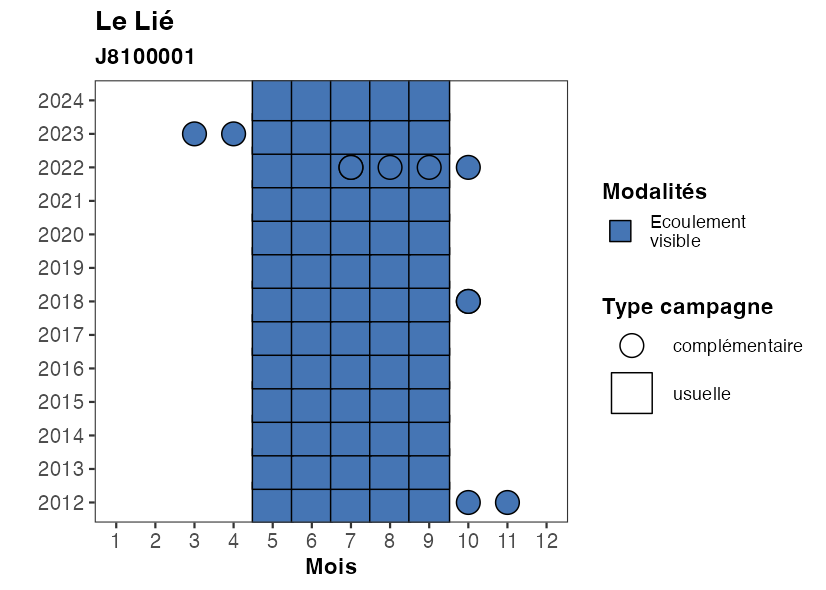 Le Lié
J8100001
2024
2023
2022
2021
2020
2019
2018
2017
2016
2015
2014
2013
2012
1 2 3 4 5 6 7 8 9 10 11 12
Mois
Modalités
Ecoulement
visible
Type campagne
complémentaire
usuelle